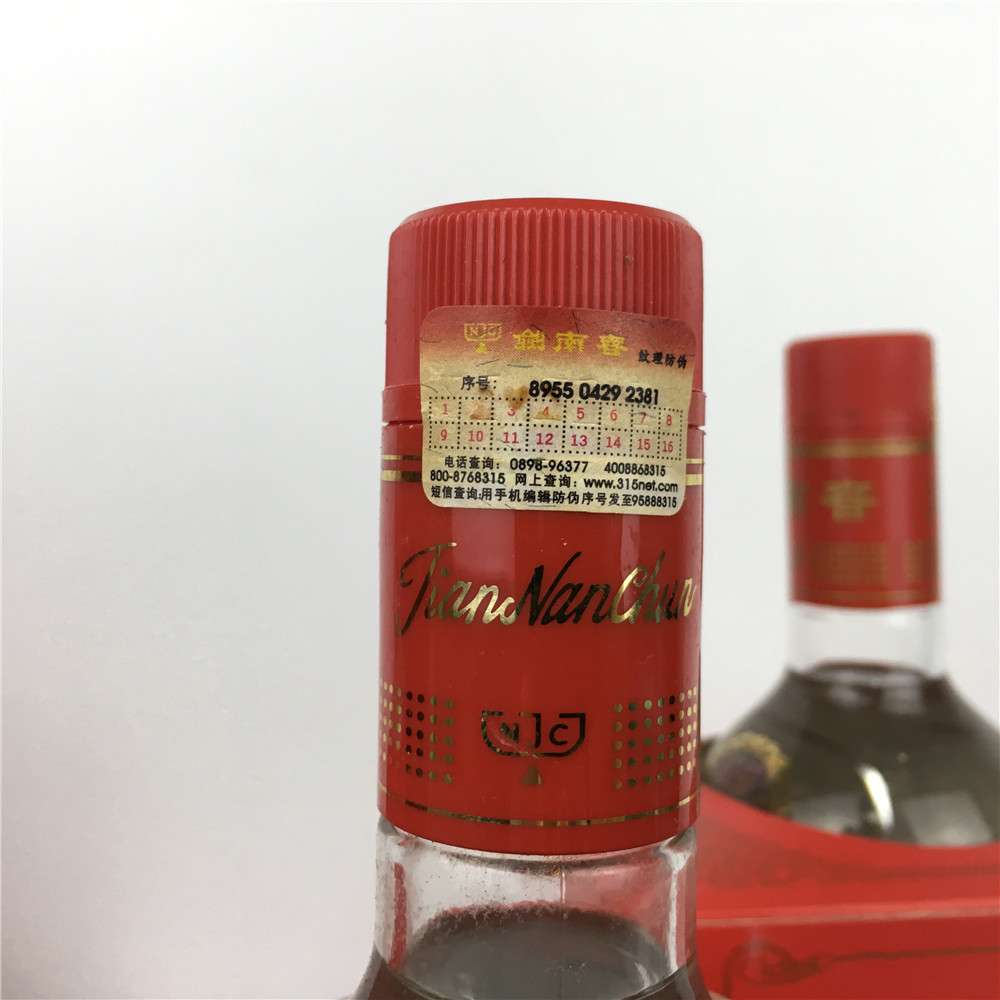 NC 剑南春 纹理防伪
序号: 8955 0429 2381
1 2 3 4 5 6 7 8
9 10 11 12 13 14 15 16
电话查询: 0898-96377 4008868315
800-8768315 网上查询: www.315net.com
短信查询:用手机编辑防伪序号发至95888315
JianNanChun
NC
春